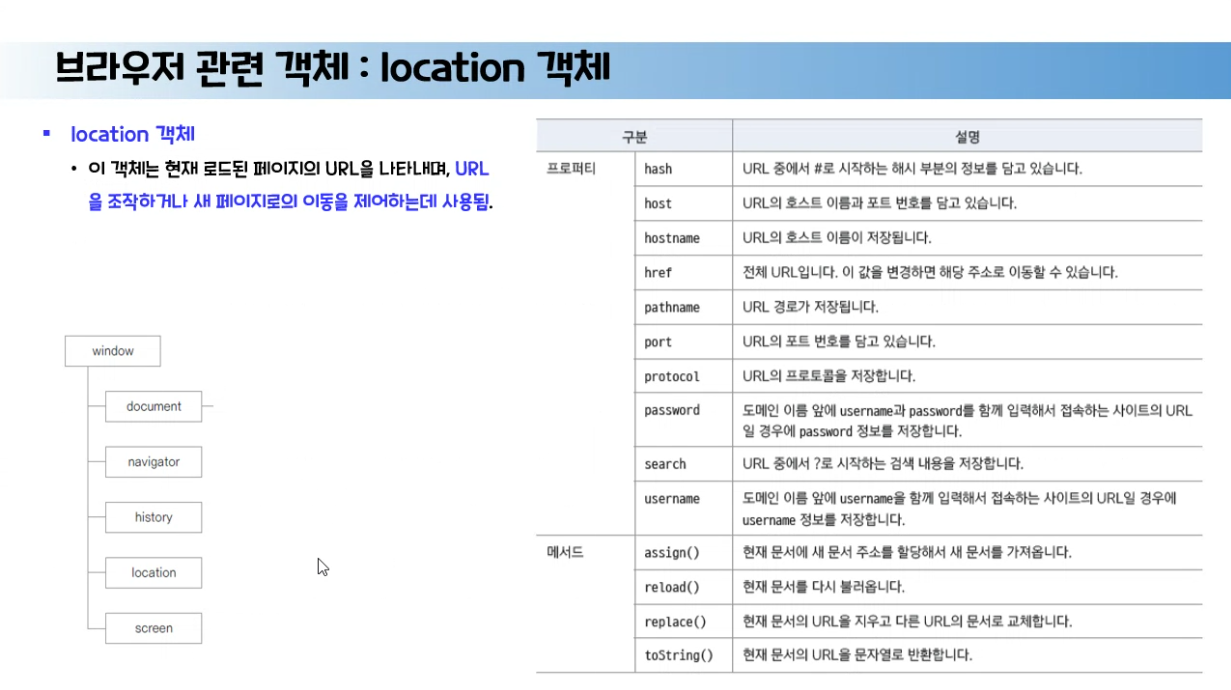 브라우저 관련 객체 : location 객체
▪ location 객체
• 이 객체는 현재 로드된 페이지의 URL을 나타내며, URL
을 조작하거나 새 페이지로의 이동을 제어하는데 사용됨.
window
document
navigator
history
location
screen
구분 설명
프로퍼티 hash URL 중에서 #로 시작하는 해시 부분의 정보를 담고 있습니다.
host URL의 호스트 이름과 포트 번호를 담고 있습니다.
hostname URL의 호스트 이름이 저장됩니다.
href 전체 URL입니다. 이 값을 변경하면 해당 주소로 이동할 수 있습니다.
pathname URL 경로가 저장됩니다.
port URL의 포트 번호를 담고 있습니다.
protocol URL의 프로토콜을 저장합니다.
password 도메인 이름 앞에 username과 password를 함께 입력해서 접속하는 사이트의 URL
일 경우에 password 정보를 저장합니다.
search URL 중에서 ?로 시작하는 검색 내용을 저장합니다.
username 도메인 이름 앞에 username을 함께 입력해서 접속하는 사이트의 URL일 경우에
username 정보를 저장합니다.
메서드 assign() 현재 문서에 새 문서 주소를 할당해서 새 문서를 가져옵니다.
reload() 현재 문서를 다시 불러옵니다.
replace() 현재 문서의 URL을 지우고 다른 URL의 문서로 교체합니다.
toString() 현재 문서의 URL을 문자열로 반환합니다.